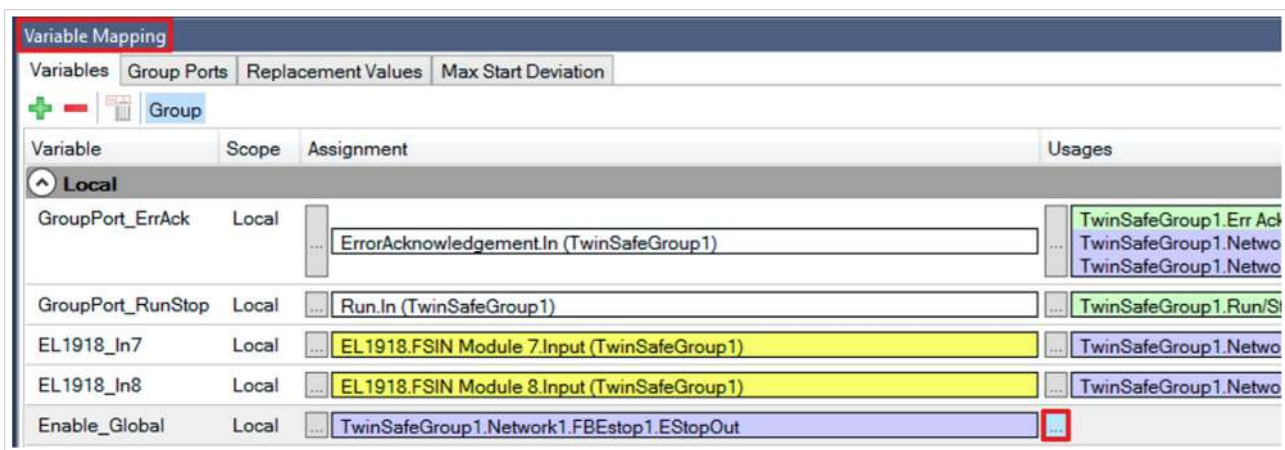 Variable Mapping
Variables Group Ports Replacement Values Max Start Deviation
Group
Variable Scope Assignment Usages
Local
GroupPort_ErrAck Local ... ErrorAcknowledgement.In (TwinSafeGroup1) ... TwinSafeGroup1.Err Ack
TwinSafeGroup1.Netwo
TwinSafeGroup1.Netwo
GroupPort_RunStop Local ... Run.In (TwinSafeGroup1) ... TwinSafeGroup1.Run/St
EL1918_In7 Local ... EL1918.FSIN Module 7.Input (TwinSafeGroup1) ... TwinSafeGroup1.Netwo
EL1918_In8 Local ... EL1918.FSIN Module 8.Input (TwinSafeGroup1) ... TwinSafeGroup1.Netwo
Enable_Global Local ... TwinSafeGroup1.Network1.FBEstop1.EStopOut ...